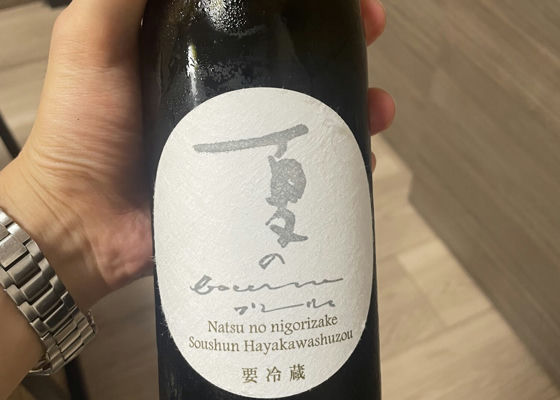 夏
の
Natsu no nigorizake
Soushun Hayakawashuzou
要冷蔵